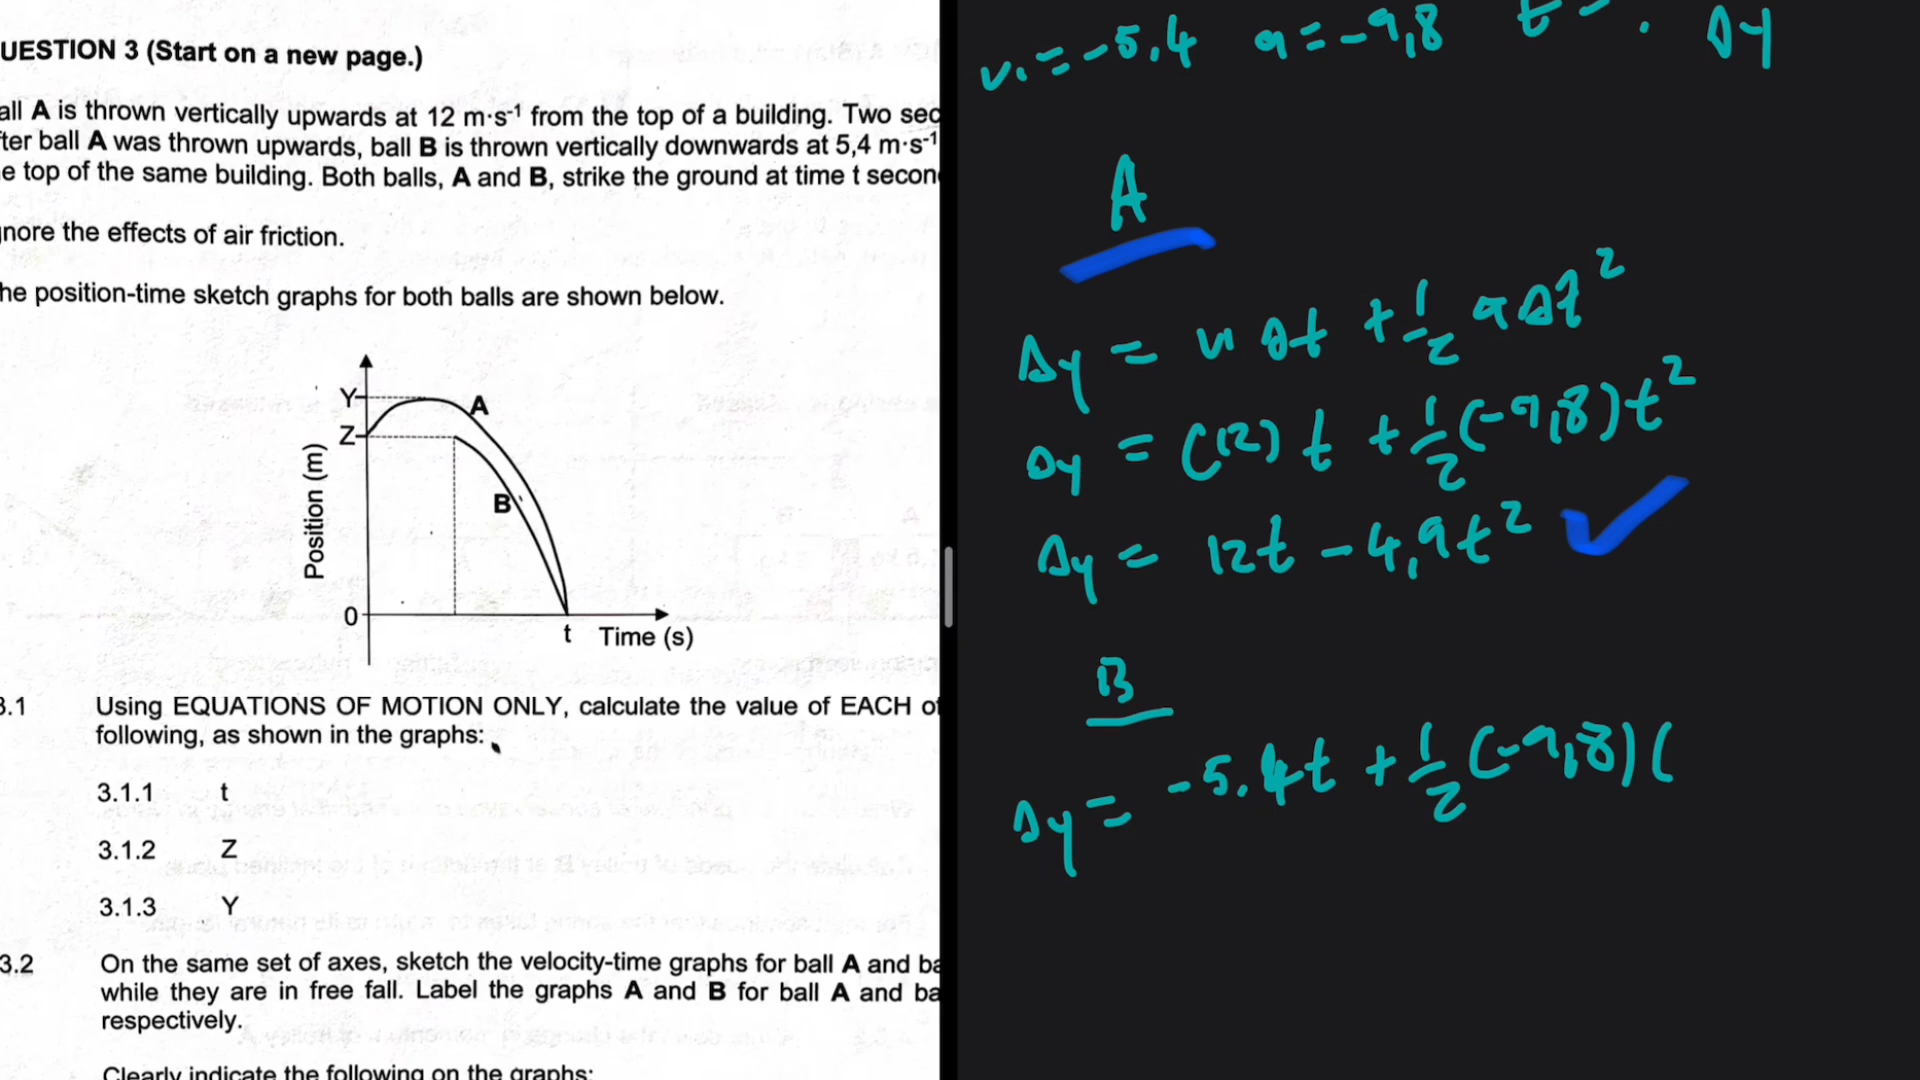 UESTION 3 (Start on a new page.)
all A is thrown vertically upwards at 12 m·s⁻¹ from the top of a building. Two sec
ter ball A was thrown upwards, ball B is thrown vertically downwards at 5,4 m·s⁻¹
e top of the same building. Both balls, A and B, strike the ground at time t secon
gnore the effects of air friction.
he position-time sketch graphs for both balls are shown below.
Y
A
Z
B
Position (m)
0
t Time (s)
3.1 Using EQUATIONS OF MOTION ONLY, calculate the value of EACH of
following, as shown in the graphs:
3.1.1 t
3.1.2 Z
3.1.3 Y
3.2 On the same set of axes, sketch the velocity-time graphs for ball A and ba
while they are in free fall. Label the graphs A and B for ball A and ba
respectively.
Clearly indicate the following on the graphs:
= -5,4 a = -9,8 Δy
A
Δy = vi Δt + 1/2 a Δt²
Δy = (12) t + 1/2 (-9,8) t²
Δy = 12t - 4,9t²
B
Δy = -5.4t + 1/2 (-9,8) (